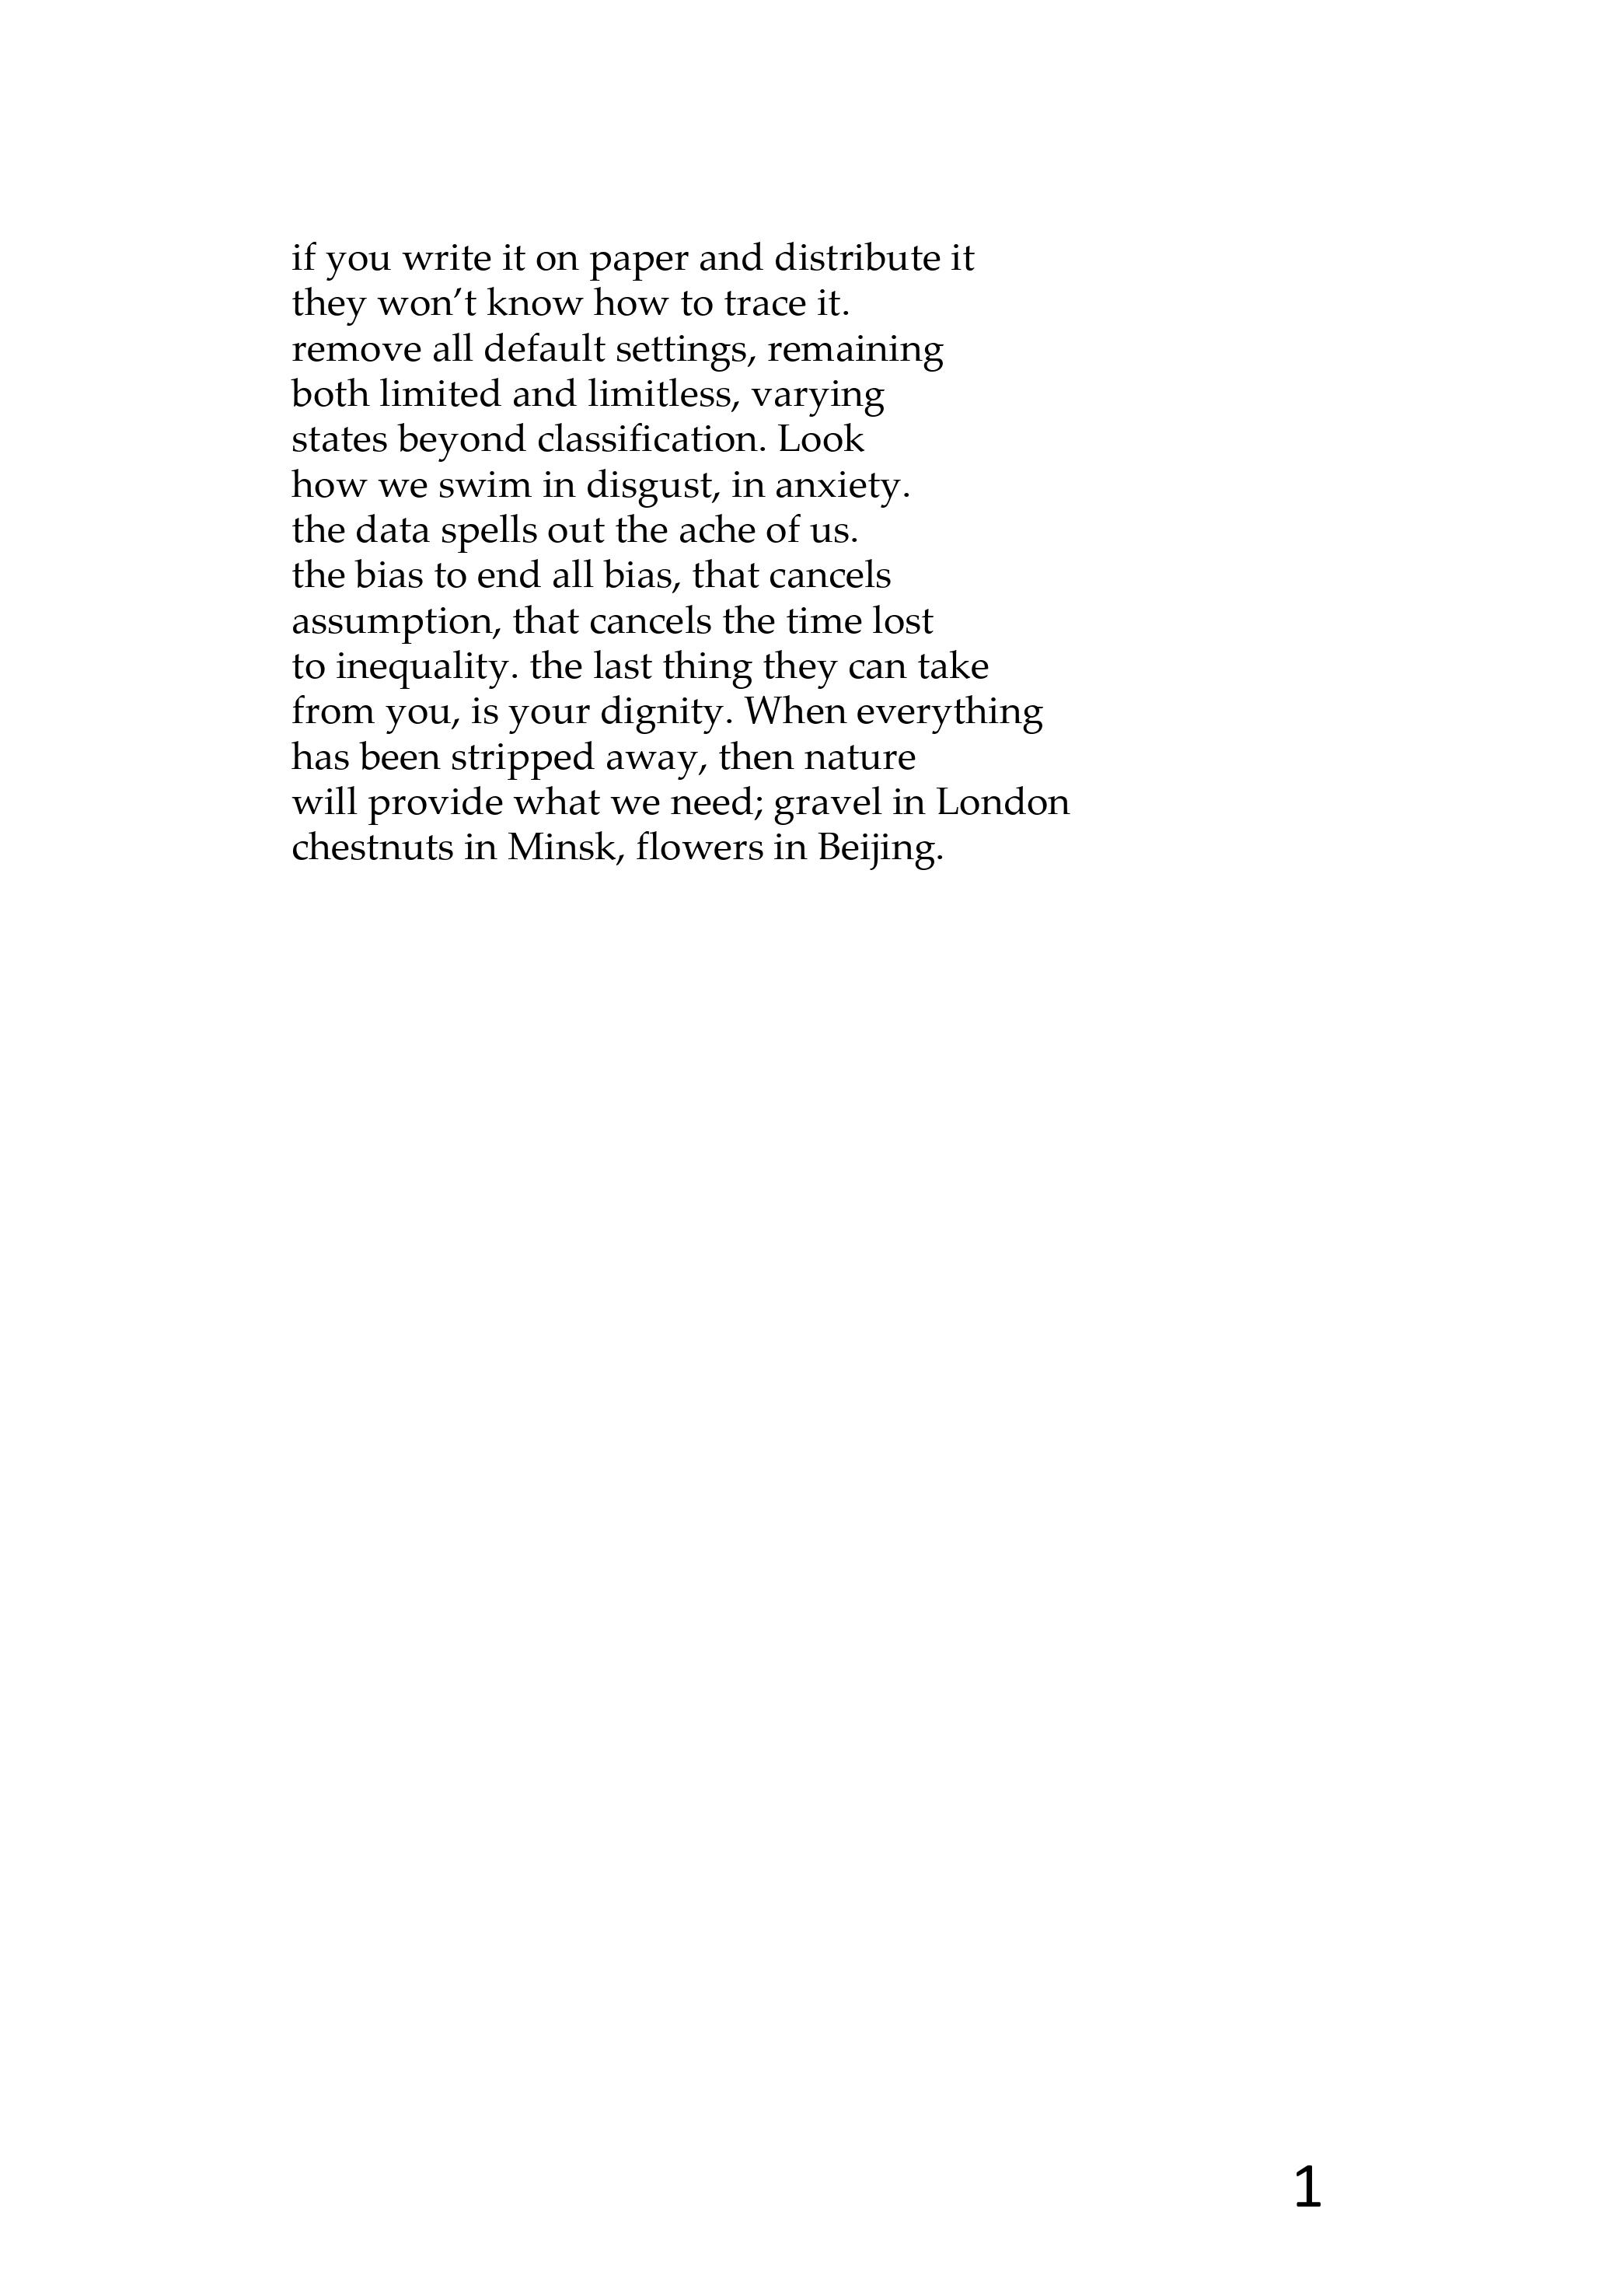 if you write it on paper and distribute it
they won’t know how to trace it.
remove all default settings, remaining
both limited and limitless, varying
states beyond classification. Look
how we swim in disgust, in anxiety.
the data spells out the ache of us.
the bias to end all bias, that cancels
assumption, that cancels the time lost
to inequality. the last thing they can take
from you, is your dignity. When everything
has been stripped away, then nature
will provide what we need; gravel in London
chestnuts in Minsk, flowers in Beijing.
1